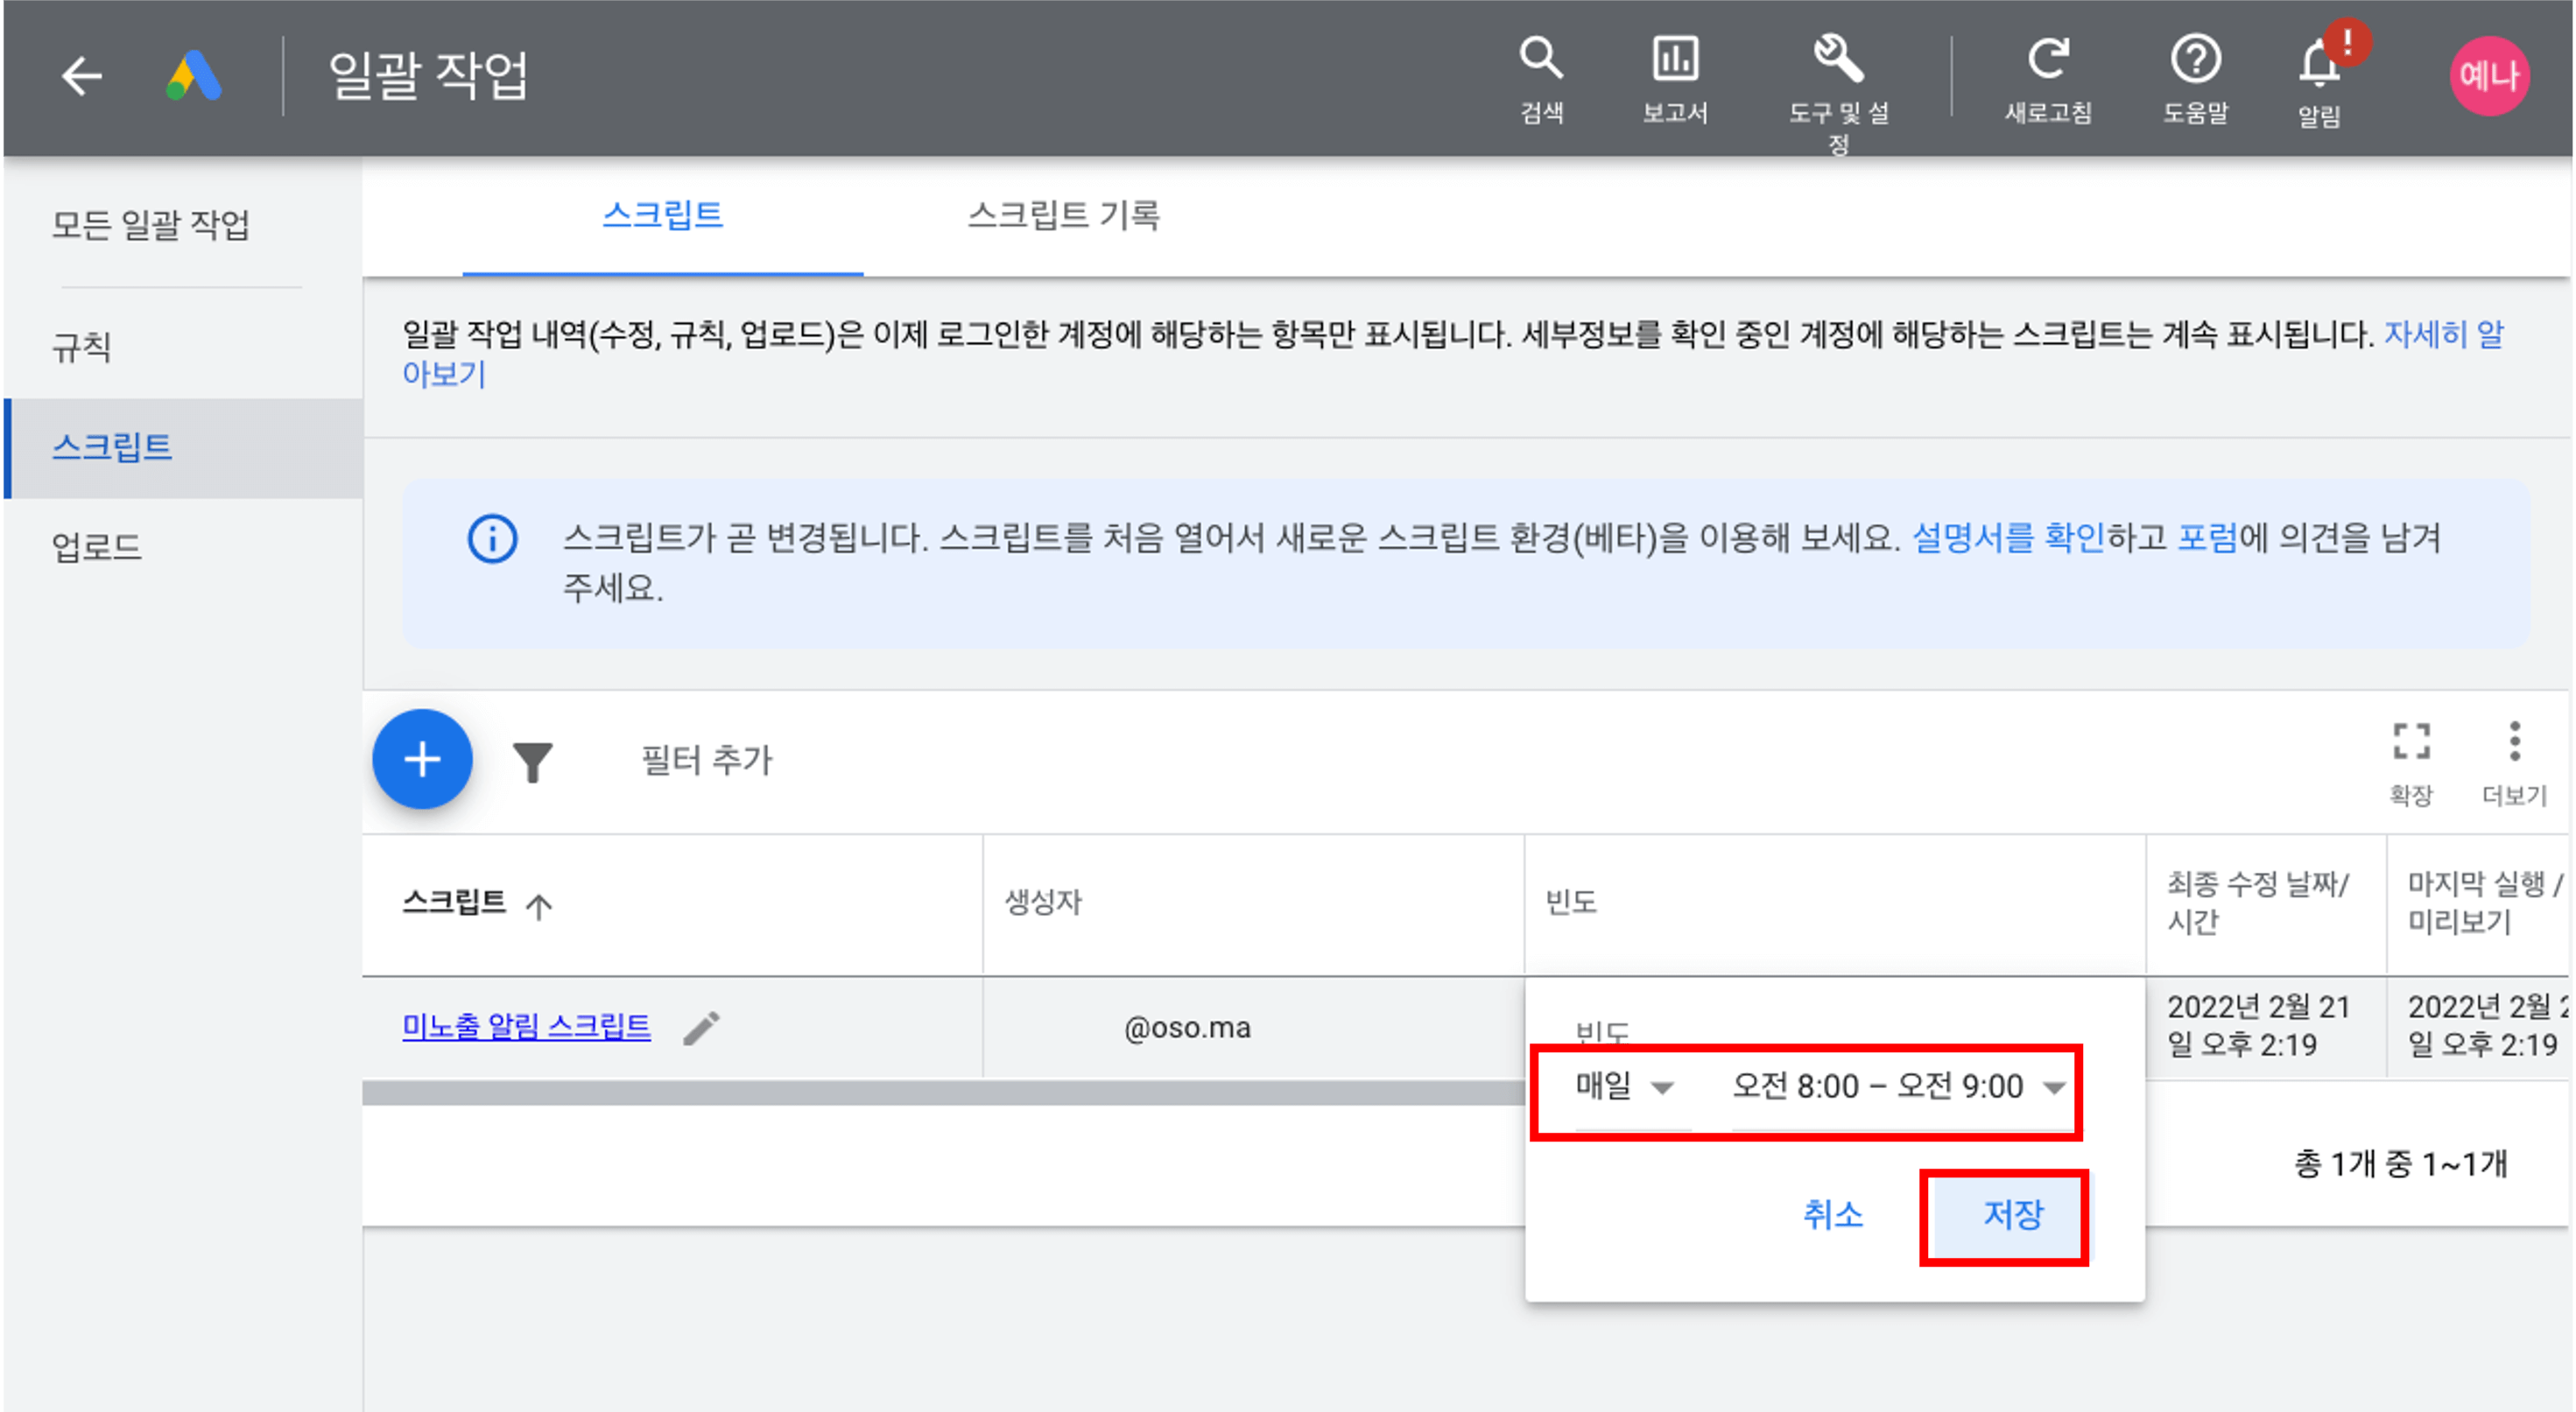 일괄 작업
검색
보고서
도구 및 설
정
새로고침
도움말
!
알림
예나
모든 일괄 작업
규칙
스크립트
업로드
스크립트
스크립트 기록
일괄 작업 내역(수정, 규칙, 업로드)은 이제 로그인한 계정에 해당하는 항목만 표시됩니다. 세부정보를 확인 중인 계정에 해당하는 스크립트는 계속 표시됩니다. 자세히 알
아보기
스크립트가 곧 변경됩니다. 스크립트를 처음 열어서 새로운 스크립트 환경(베타)을 이용해 보세요. 설명서를 확인하고 포럼에 의견을 남겨
주세요.
필터 추가
확장
더보기
스크립트
생성자
빈도
최종 수정 날짜/
시간
마지막 실행 /
미리보기
미노출 알림 스크립트
@oso.ma
2022년 2월 21
일 오후 2:19
2022년 2월 2
일 오후 2:19
빈도
매일
오전 8:00 – 오전 9:00
취소
저장
총 1개 중 1~1개